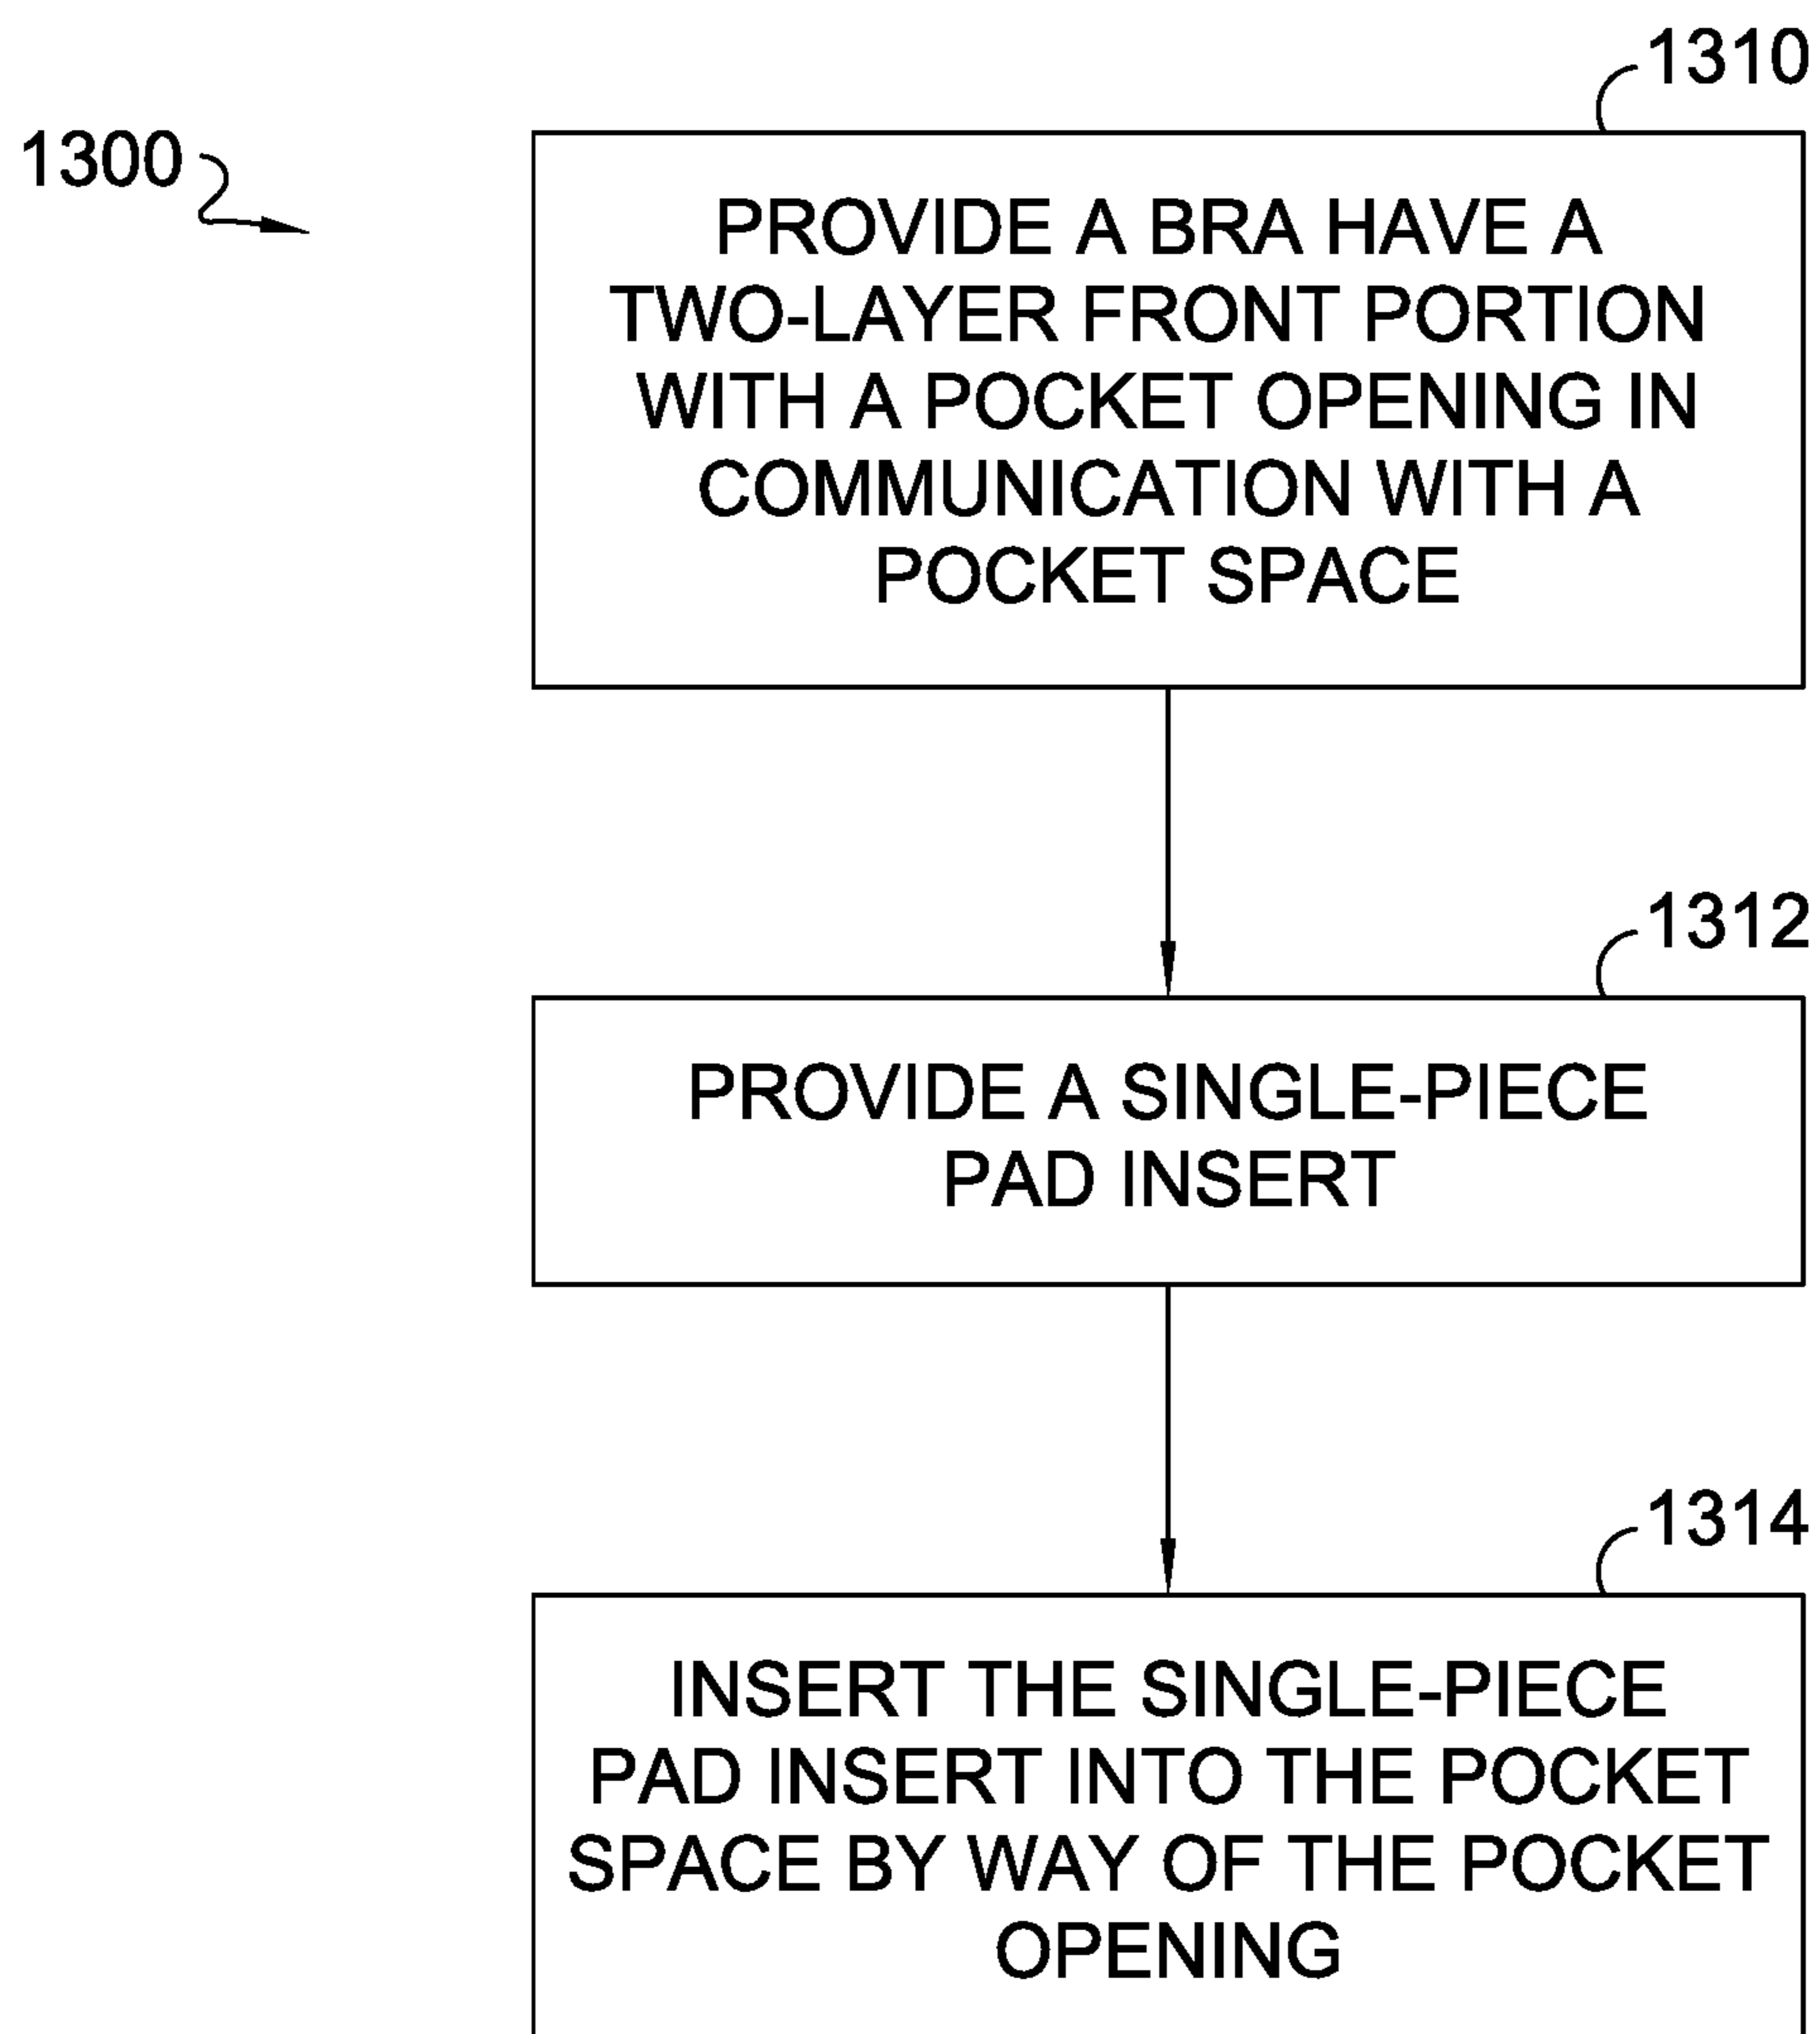 1310
1300
PROVIDE A BRA HAVE A
TWO-LAYER FRONT PORTION
WITH A POCKET OPENING IN
COMMUNICATION WITH A
POCKET SPACE
1312
PROVIDE A SINGLE-PIECE
PAD INSERT
1314
INSERT THE SINGLE-PIECE
PAD INSERT INTO THE POCKET
SPACE BY WAY OF THE POCKET
OPENING